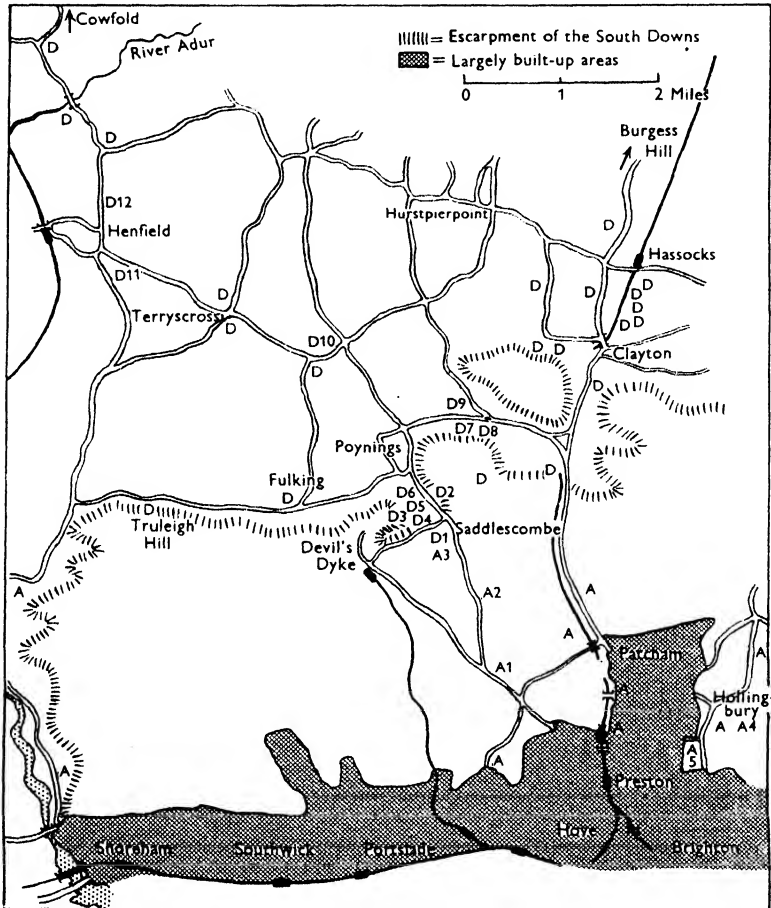 Cowfold
River Adur
= Escarpment of the South Downs
= Largely built-up areas
0 1 2 Miles
D
D
D
Burgess
Hill
D12
Hurstpierpoint
D
Henfield
Hassocks
D11
D
D
D
D
D
D
Terryscross
D
D
D
D
D10
D
D
Clayton
D
D
D9
D7
D8
Poynings
D
D
Fulking
D
D
D6
D2
D5
Truleigh
Hill
D3
D4
Saddlescombe
Devil's
Dyke
D1
A3
A
A
A2
A
Patcham
A
A1
A
Holling
bury
A
A4
A
A
A
A
5
Preston
Shoreham
Southwick
Portslade
Hove
Brighton